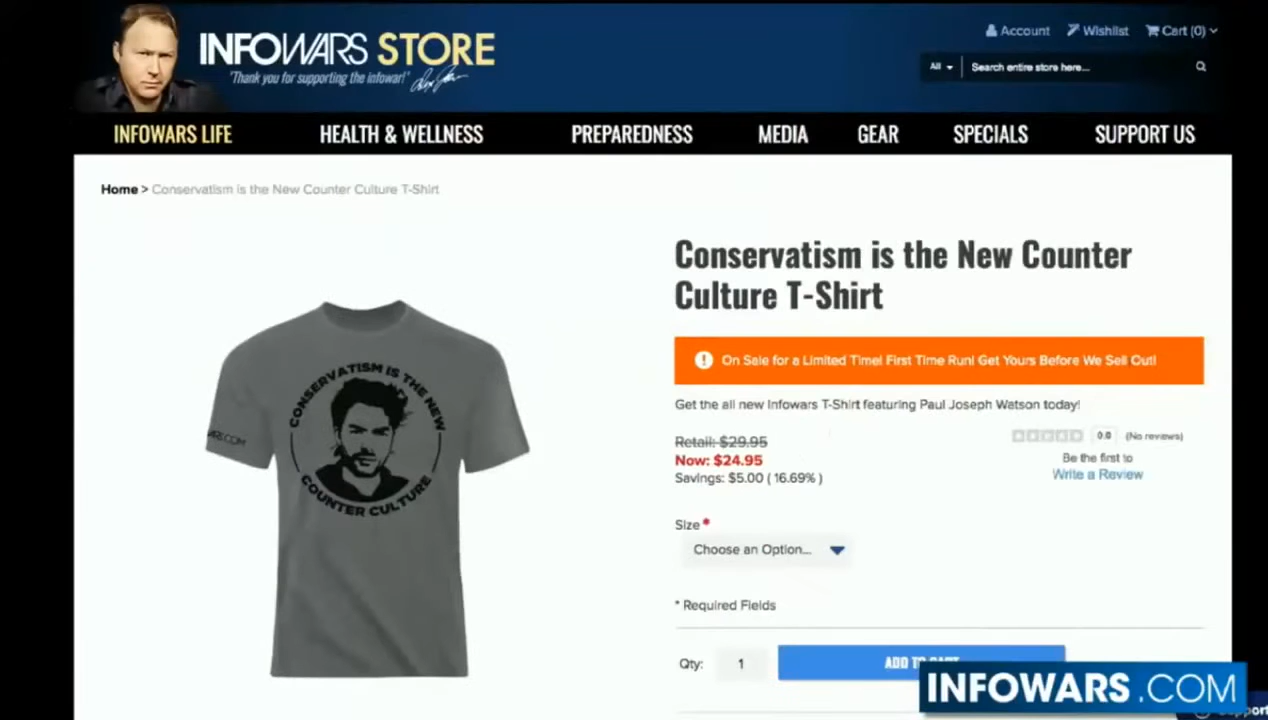 INFOWARS STORE
"Thank you for supporting the infowar!"
Account
Wishlist
Cart (0)
All
Search entire store here...
INFOWARS LIFE
HEALTH & WELLNESS
PREPAREDNESS
MEDIA
GEAR
SPECIALS
SUPPORT US
Home > Conservatism is the New Counter Culture T-Shirt
CONSERVATISM IS THE NEW
COUNTER CULTURE
Conservatism is the New Counter
Culture T-Shirt
On Sale for a Limited Time! First Time Run! Get Yours Before We Sell Out!
Get the all new Infowars T-Shirt featuring Paul Joseph Watson today!
Retail: $29.95
Now: $24.95
Savings: $5.00 ( 16.69% )
0.0 (No reviews)
Be the first to
Write a Review
Size *
Choose an Option...
* Required Fields
Qty: 1
ADD TO CART
INFOWARS.COM